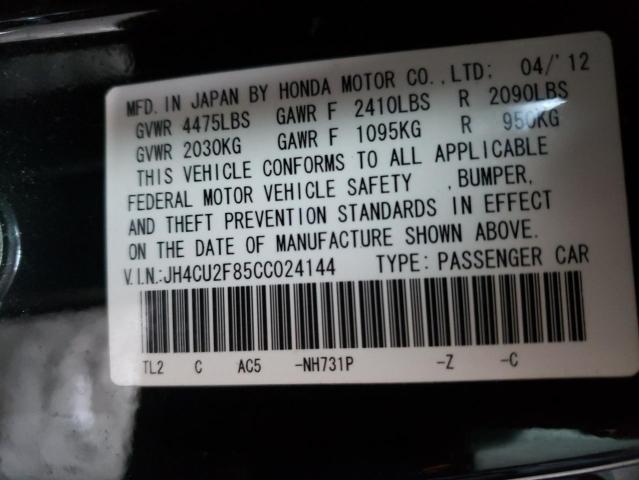 MFD. IN JAPAN BY HONDA MOTOR CO., LTD: 04/'12
GVWR 4475LBS GAWR F 2410LBS R 2090LBS
GVWR 2030KG GAWR F 1095KG R 950KG
THIS VEHICLE CONFORMS TO ALL APPLICABLE
FEDERAL MOTOR VEHICLE SAFETY , BUMPER,
AND THEFT PREVENTION STANDARDS IN EFFECT
ON THE DATE OF MANUFACTURE SHOWN ABOVE.
V.I.N.:JH4CU2F85CC024144 TYPE: PASSENGER CAR
TL2 C AC5 -NH731P -Z -C